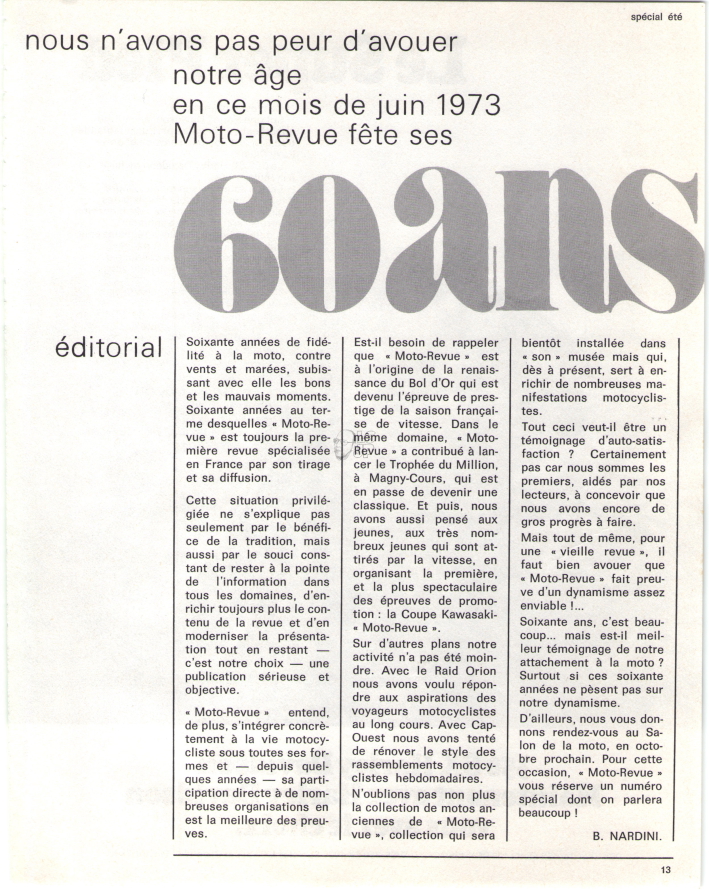 spécial été
nous n'avons pas peur d'avouer
notre âge
en ce mois de juin 1973
Moto-Revue fête ses
60ans
éditorial
Soixante années de fidé-
lité à la moto, contre
vents et marées, subis-
sant avec elle les bons
et les mauvais moments.
Soixante années au ter-
me desquelles « Moto-Re-
vue » est toujours la pre-
mière revue spécialisée
en France par son tirage
et sa diffusion.
Cette situation privilé-
giée ne s'explique pas
seulement par le bénéfi-
ce de la tradition, mais
aussi par le souci cons-
tant de rester à la pointe
de l'information dans
tous les domaines, d'en-
richir toujours plus le con-
tenu de la revue et d'en
moderniser la présenta-
tion tout en restant —
c'est notre choix — une
publication sérieuse et
objective.
« Moto-Revue » entend,
de plus, s'intégrer concrè-
tement à la vie motocy-
cliste sous toutes ses for-
mes et — depuis quel-
ques années — sa parti-
cipation directe à de nom-
breuses organisations en
est la meilleure des preu-
ves.
Est-il besoin de rappeler
que « Moto-Revue » est
à l'origine de la renais-
sance du Bol d'Or qui est
devenu l'épreuve de pres-
tige de la saison françai-
se de vitesse. Dans le
même domaine, « Moto-
Revue » a contribué à lan-
cer le Trophée du Million,
à Magny-Cours, qui est
en passe de devenir une
classique. Et puis, nous
avons aussi pensé aux
jeunes, aux très nom-
breux jeunes qui sont at-
tirés par la vitesse, en
organisant la première,
et la plus spectaculaire
des épreuves de promo-
tion : la Coupe Kawasaki-
« Moto-Revue ».
Sur d'autres plans notre
activité n'a pas été moin-
dre. Avec le Raid Orion
nous avons voulu répon-
dre aux aspirations des
voyageurs motocyclistes
au long cours. Avec Cap-
Ouest nous avons tenté
de rénover le style des
rassemblements motocy-
clistes hebdomadaires.
N'oublions pas non plus
la collection de motos an-
ciennes de « Moto-Re-
vue », collection qui sera
bientôt installée dans
« son » musée mais qui,
dès à présent, sert à en-
richir de nombreuses ma-
nifestations motocyclis-
tes.
Tout ceci veut-il être un
témoignage d'auto-satis-
faction ? Certainement
pas car nous sommes les
premiers, aidés par nos
lecteurs, à concevoir que
nous avons encore de
gros progrès à faire.
Mais tout de même, pour
une « vieille revue », il
faut bien avouer que
« Moto-Revue » fait preu-
ve d'un dynamisme assez
enviable !...
Soixante ans, c'est beau-
coup... mais est-il meil-
leur témoignage de notre
attachement à la moto ?
Surtout si ces soixante
années ne pèsent pas sur
notre dynamisme.
D'ailleurs, nous vous don-
nons rendez-vous au Sa-
lon de la moto, en octo-
bre prochain. Pour cette
occasion, « Moto-Revue »
vous réserve un numéro
spécial dont on parlera
beaucoup !
B. NARDINI.
13